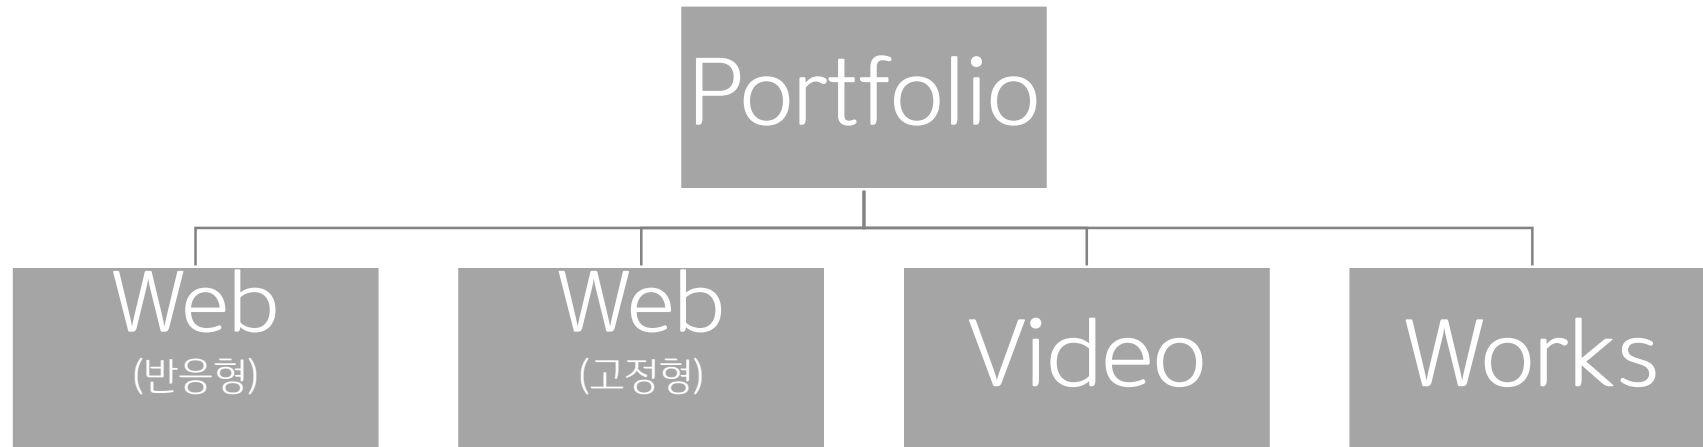 Portfolio
Web
(반응형)
Web
(고정형)
Video
Works